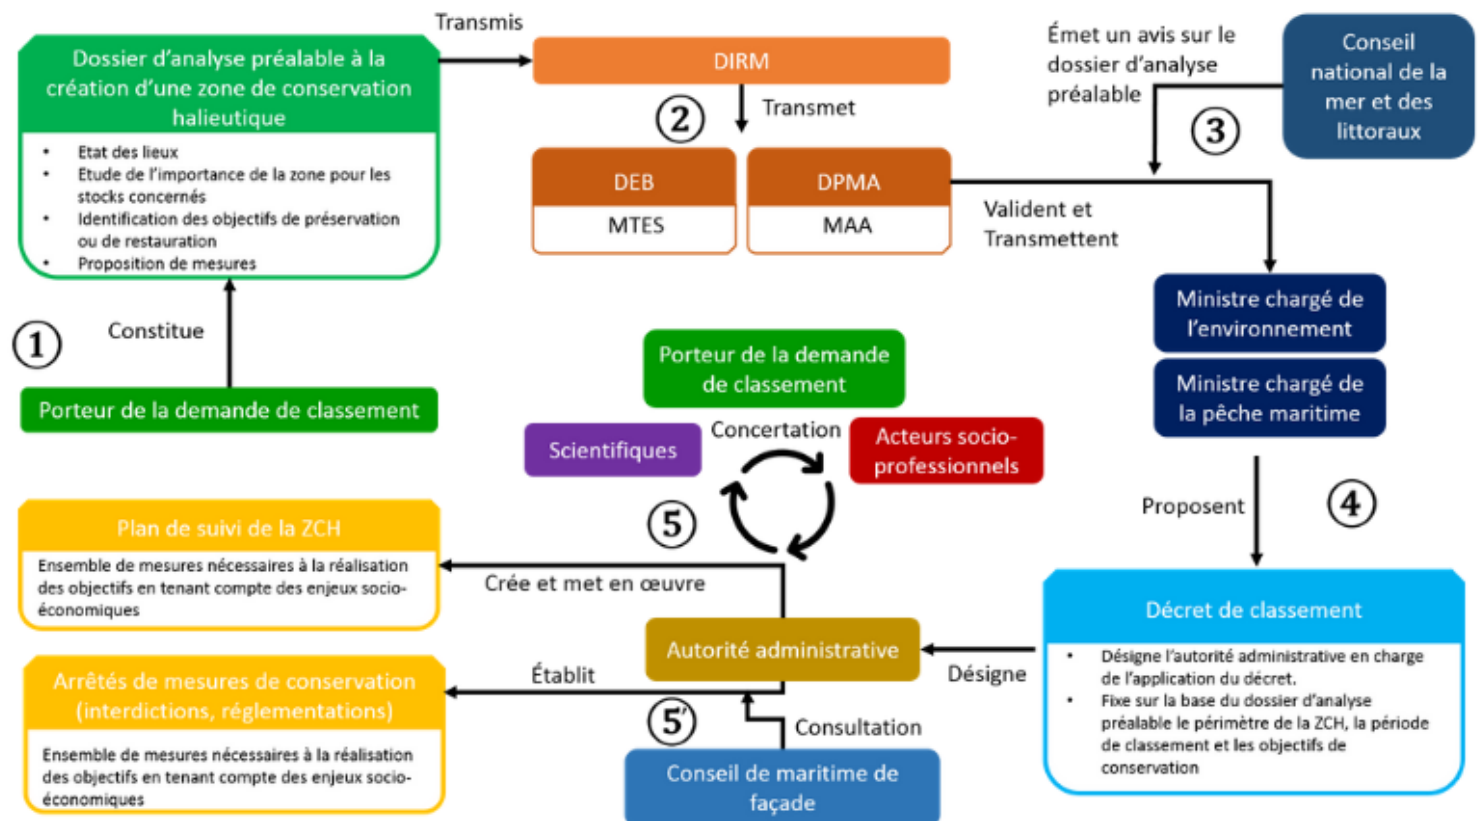 Transmis
Dossier d'analyse préalable à la
création d'une zone de conservation
halieutique
• Etat des lieux
• Etude de l'importance de la zone pour les
stocks concernés
• Identification des objectifs de préservation
ou de restauration
• Proposition de mesures
1
Constitue
Porteur de la demande de classement
DIRM
2
Transmet
DEB
MTES
DPMA
MAA
Émet un avis sur le
dossier d'analyse
préalable
Conseil
national de la
mer et des
littoraux
3
Valident et
Transmettent
Ministre chargé de
l'environnement
Ministre chargé de
la pêche maritime
Proposent
4
Décret de classement
• Désigne l'autorité administrative en charge
de l'application du décret.
• Fixe sur la base du dossier d'analyse
préalable le périmètre de la ZCH, la période
de classement et les objectifs de
conservation
Désigne
Autorité administrative
Porteur de la demande
de classement
Scientifiques
Concertation
Acteurs socio-
professionnels
5
Crée et met en œuvre
Plan de suivi de la ZCH
Ensemble de mesures nécessaires à la réalisation
des objectifs en tenant compte des enjeux socio-
économiques
Établit
5'
Consultation
Conseil de maritime de
façade
Arrêtés de mesures de conservation
(interdictions, réglementations)
Ensemble de mesures nécessaires à la réalisation
des objectifs en tenant compte des enjeux socio-
économiques